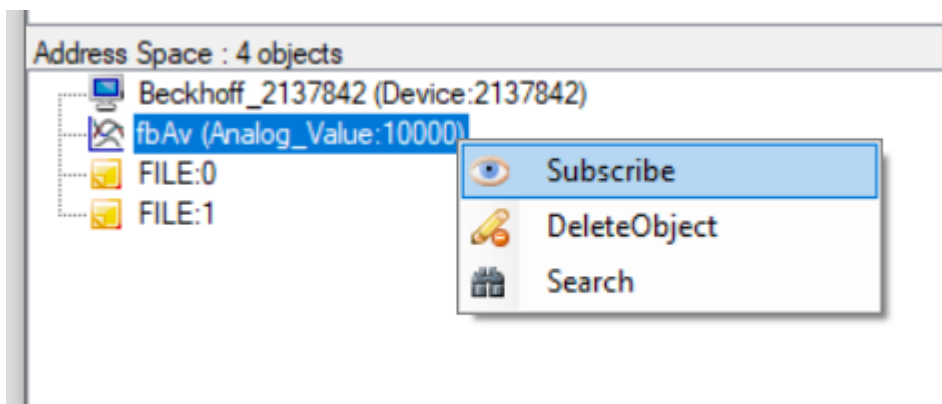 Address Space : 4 objects
Beckhoff_2137842 (Device:2137842)
fbAv (Analog_Value:10000)
FILE:0
FILE:1
Subscribe
DeleteObject
Search